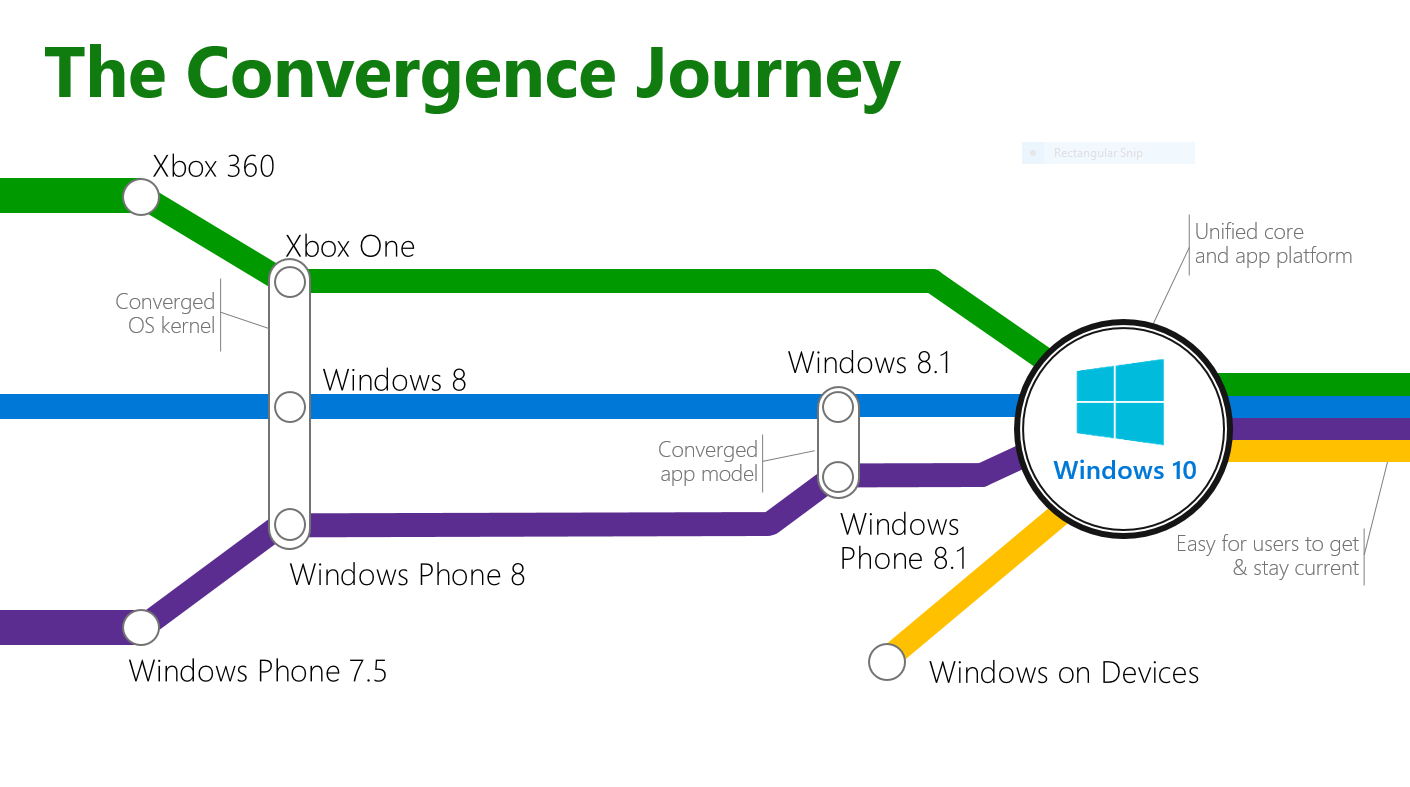 The Convergence Journey
Xbox 360
Rectangular Snip
Xbox One
Unified core
and app platform
Converged
OS kernel
Windows 8
Windows 8.1
Converged
app model
Windows 10
Windows
Phone 8.1
Easy for users to get
& stay current
Windows Phone 8
Windows Phone 7.5
Windows on Devices